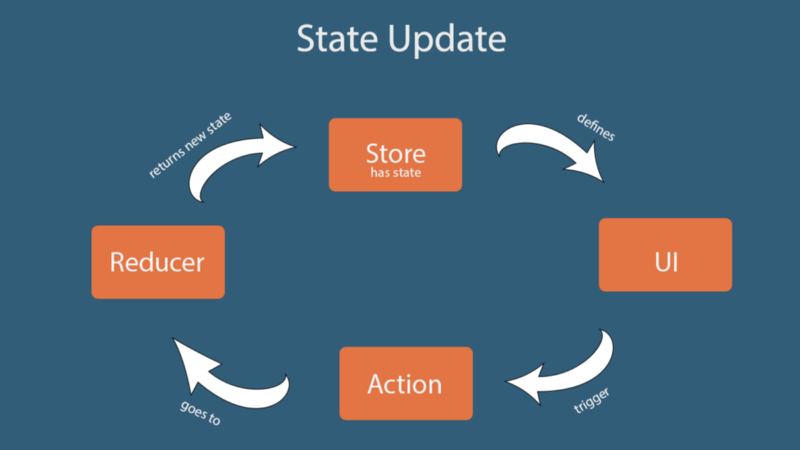 State Update
returns new state
Store
has state
defines
Reducer
UI
Action
goes to
trigger